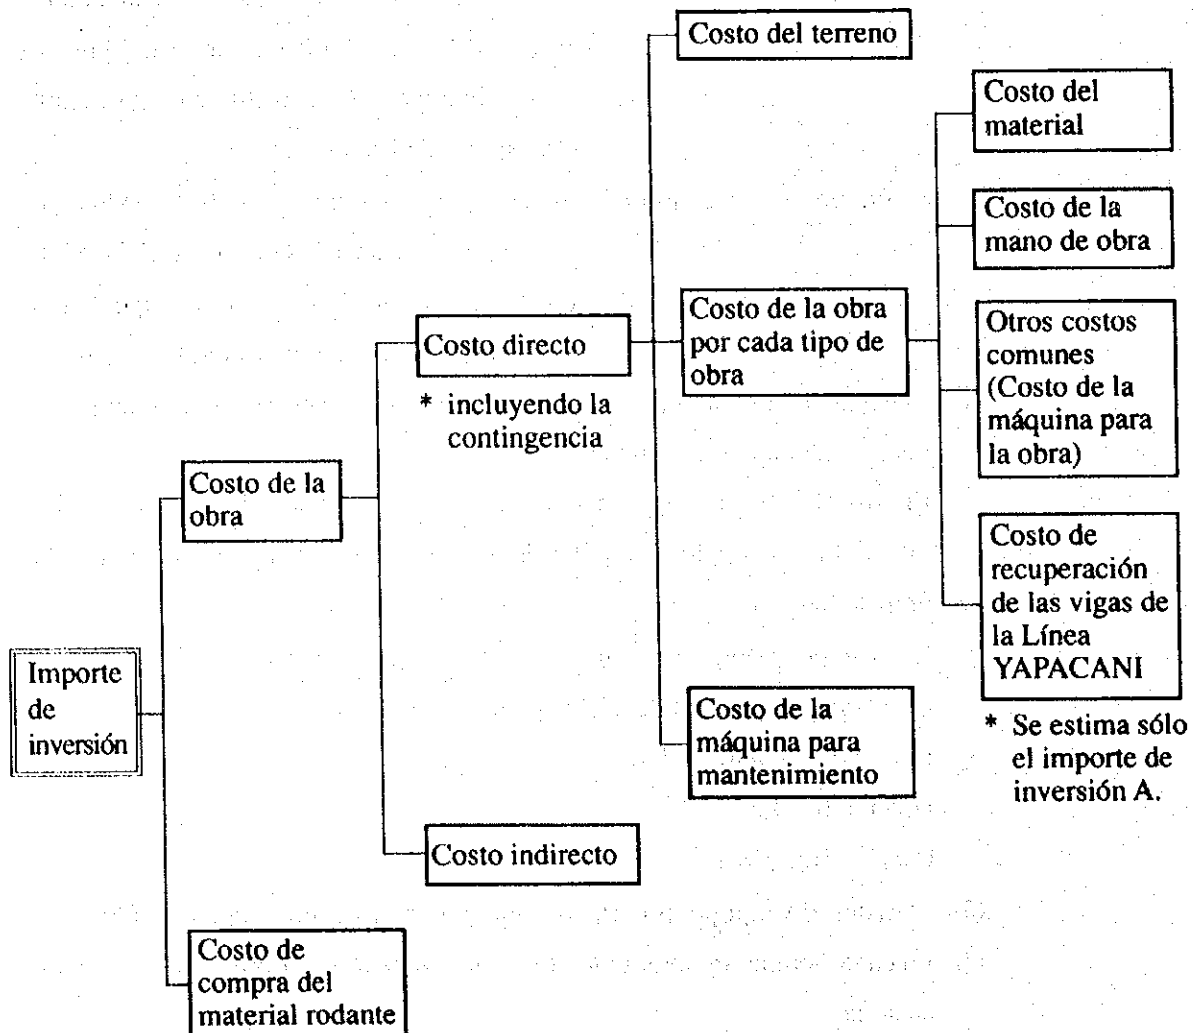 Costo del terreno
Costo del
material
Costo de la
mano de obra
Costo de la obra
por cada tipo de
obra
Otros costos
comunes
(Costo de la
máquina para
la obra)
Costo directo
* incluyendo la
contingencia
Costo de la
obra
Costo de
recuperación
de las vigas de
la Línea
YAPACANI
* Se estima sólo
el importe de
inversión A.
Importe
de
inversión
Costo de la
máquina para
mantenimiento
Costo indirecto
Costo de
compra del
material rodante